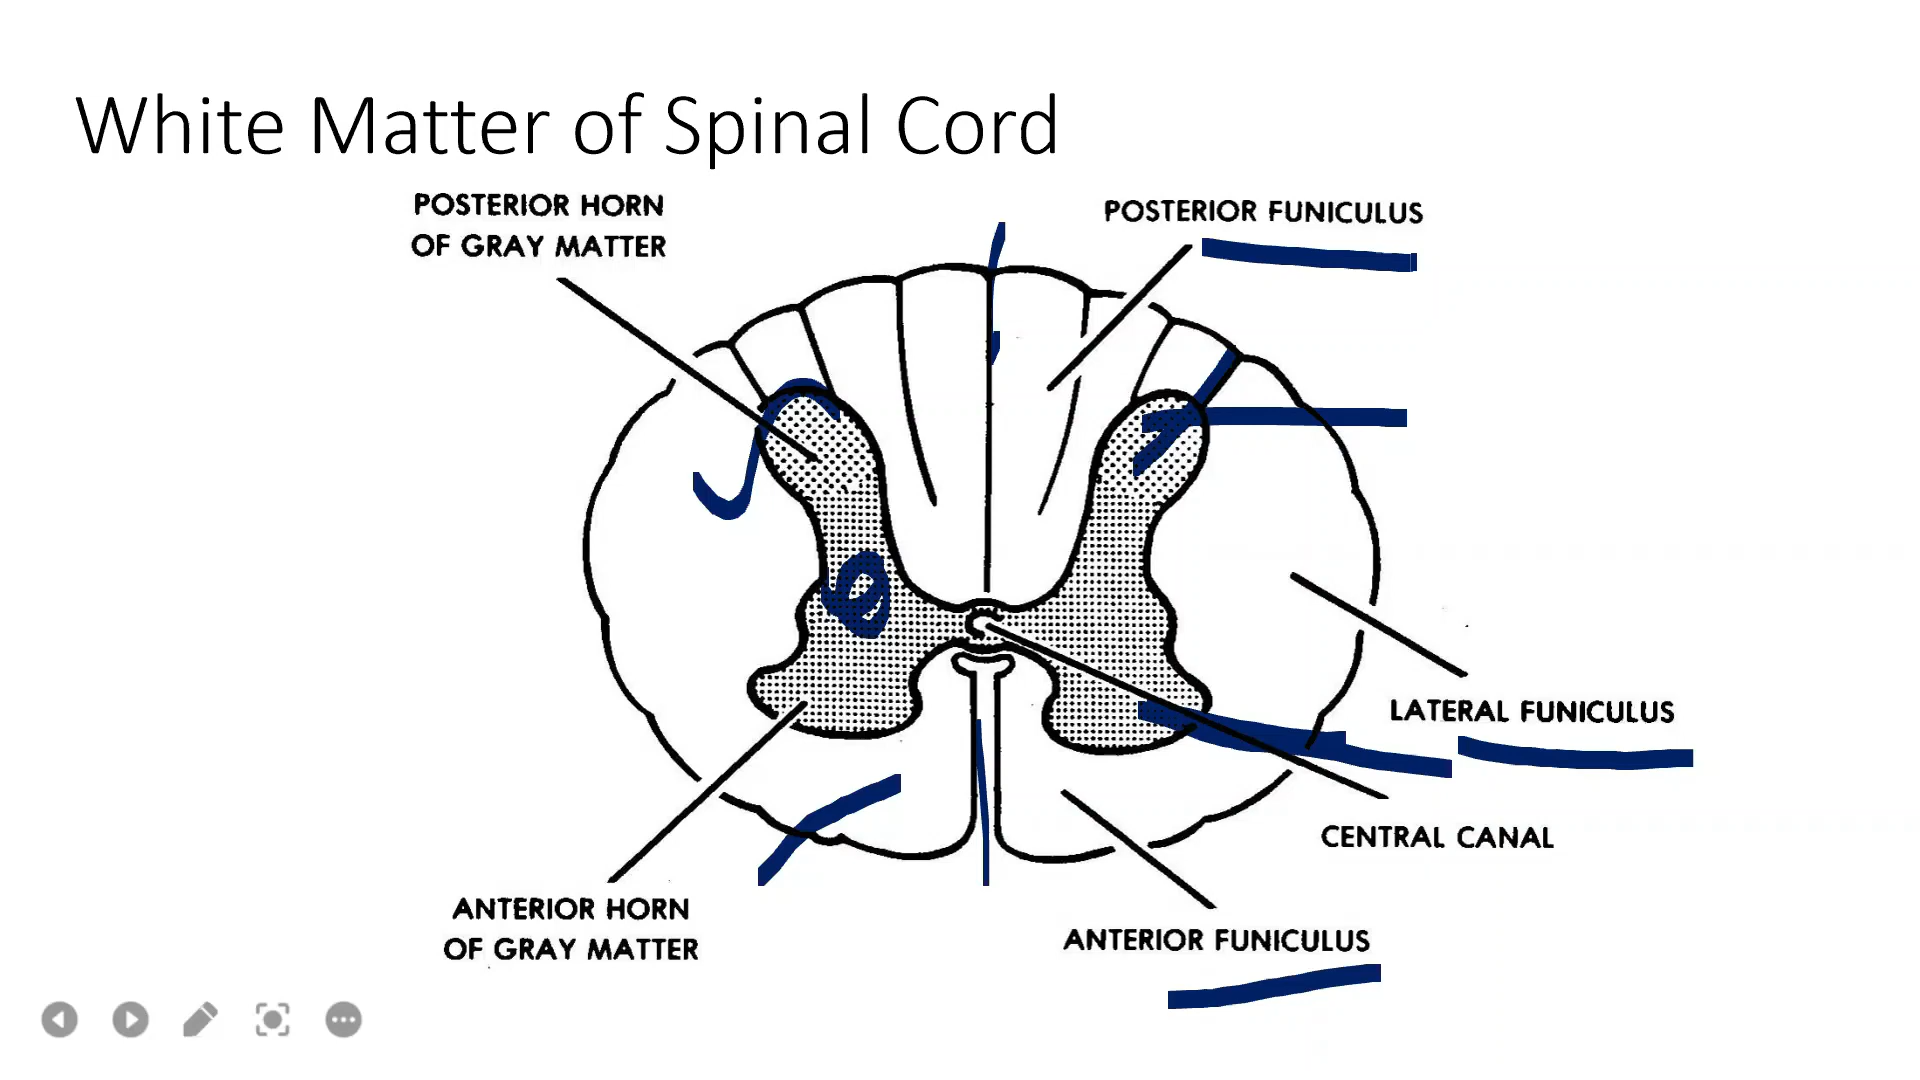 White Matter of Spinal Cord
POSTERIOR HORN
OF GRAY MATTER
POSTERIOR FUNICULUS
LATERAL FUNICULUS
CENTRAL CANAL
ANTERIOR HORN
OF GRAY MATTER
ANTERIOR FUNICULUS